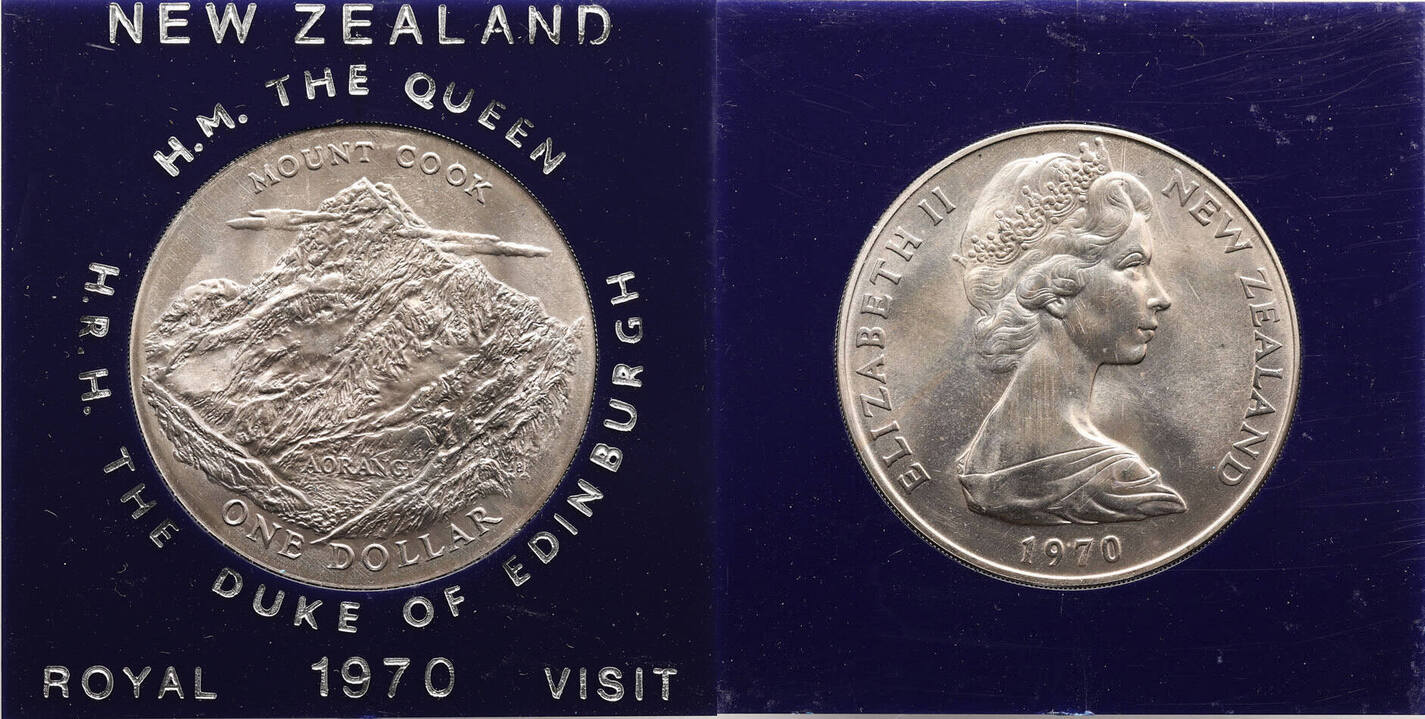 NEW ZEALAND
H.M. THE QUEEN
H.R.H. THE DUKE OF EDINBURGH
ROYAL 1970 VISIT
MOUNT COOK
AORANGI
ONE DOLLAR
ELIZABETH II
NEW ZEALAND
1970